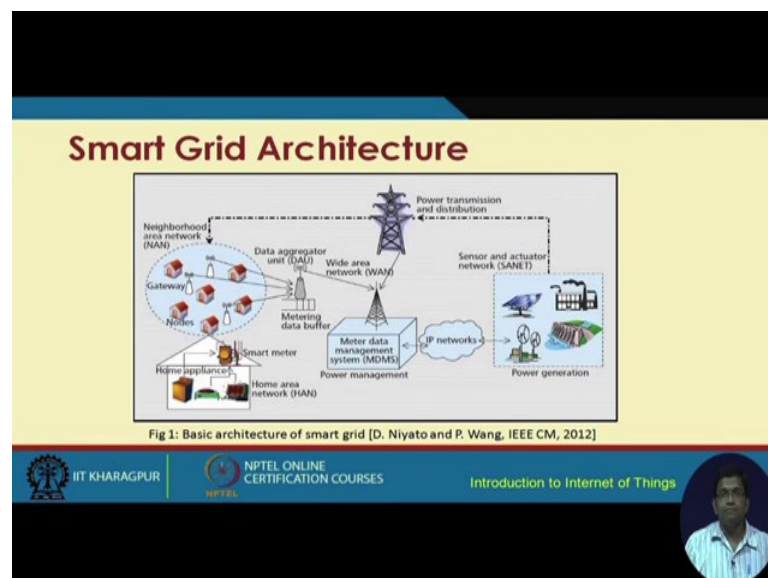 Smart Grid Architecture
Power transmission
and distribution
Neighborhood
area network
(NAN)
Data aggregator
unit (DAU)
Wide area
network (WAN)
Sensor and actuator
network (SANET)
Gateway
Nodes
Metering
data buffer
Smart meter
Home appliance
Home area
network (HAN)
Meter data
management
system (MDMS)
Power management
IP networks
Power generation
Fig 1: Basic architecture of smart grid [D. Niyato and P. Wang, IEEE CM, 2012]
IIT KHARAGPUR
NPTEL
NPTEL ONLINE
CERTIFICATION COURSES
Introduction to Internet of Things